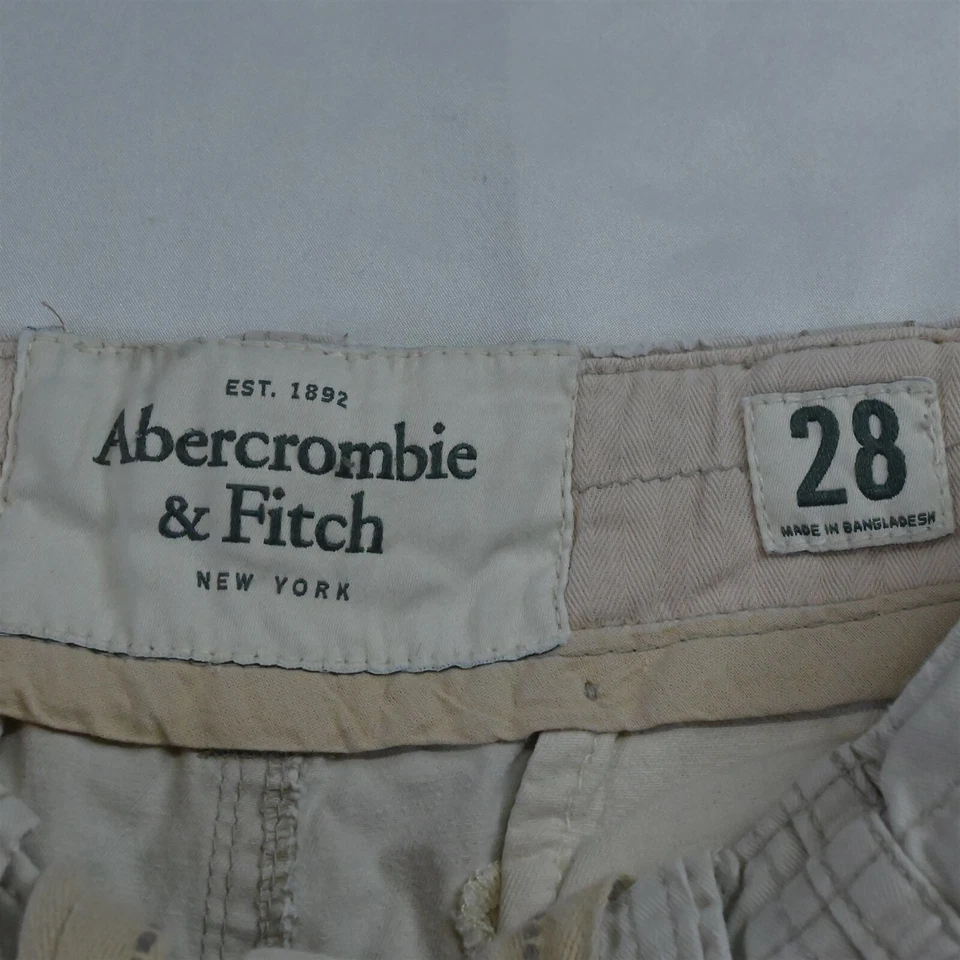 EST. 1892
Abercrombie
& Fitch
NEW YORK
28
MADE IN BANGLADESH